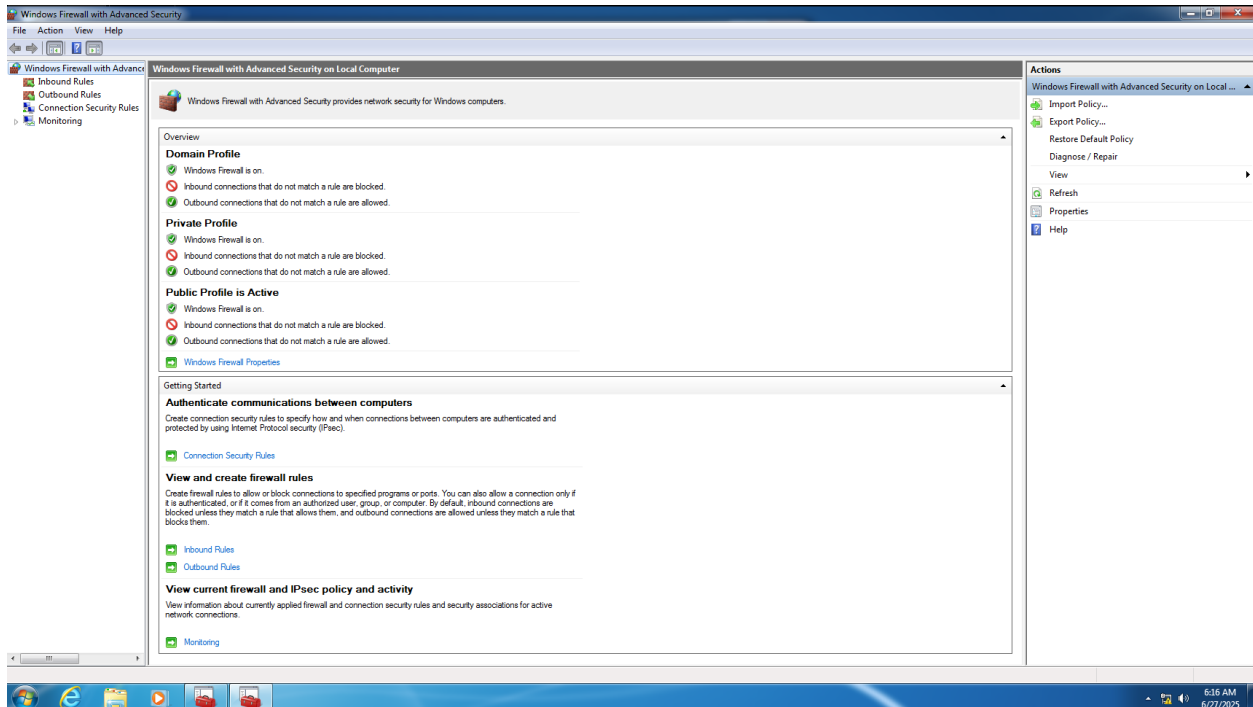 Windows Firewall with Advanced Security
File Action View Help
Windows Firewall with Advance
Inbound Rules
Outbound Rules
Connection Security Rules
Monitoring
Windows Firewall with Advanced Security on Local Computer
Windows Firewall with Advanced Security provides network security for Windows computers.
Overview
Domain Profile
Windows Firewall is on.
Inbound connections that do not match a rule are blocked.
Outbound connections that do not match a rule are allowed.
Private Profile
Windows Firewall is on.
Inbound connections that do not match a rule are blocked.
Outbound connections that do not match a rule are allowed.
Public Profile is Active
Windows Firewall is on.
Inbound connections that do not match a rule are blocked.
Outbound connections that do not match a rule are allowed.
Windows Firewall Properties
Getting Started
Authenticate communications between computers
Create connection security rules to specify how and when connections between computers are authenticated and
protected by using Internet Protocol security (IPsec).
Connection Security Rules
View and create firewall rules
Create firewall rules to allow or block connections to specified programs or ports. You can also allow a connection only if
it is authenticated, or if it comes from an authorized user, group, or computer. By default, inbound connections are
blocked unless they match a rule that allows them, and outbound connections are allowed unless they match a rule that
blocks them.
Inbound Rules
Outbound Rules
View current firewall and IPsec policy and activity
View information about currently applied firewall and connection security rules and security associations for active
network connections.
Monitoring
Actions
Windows Firewall with Advanced Security on Local ...
Import Policy...
Export Policy...
Restore Default Policy
Diagnose / Repair
View
Refresh
Properties
Help
6:16 AM
6/27/2025